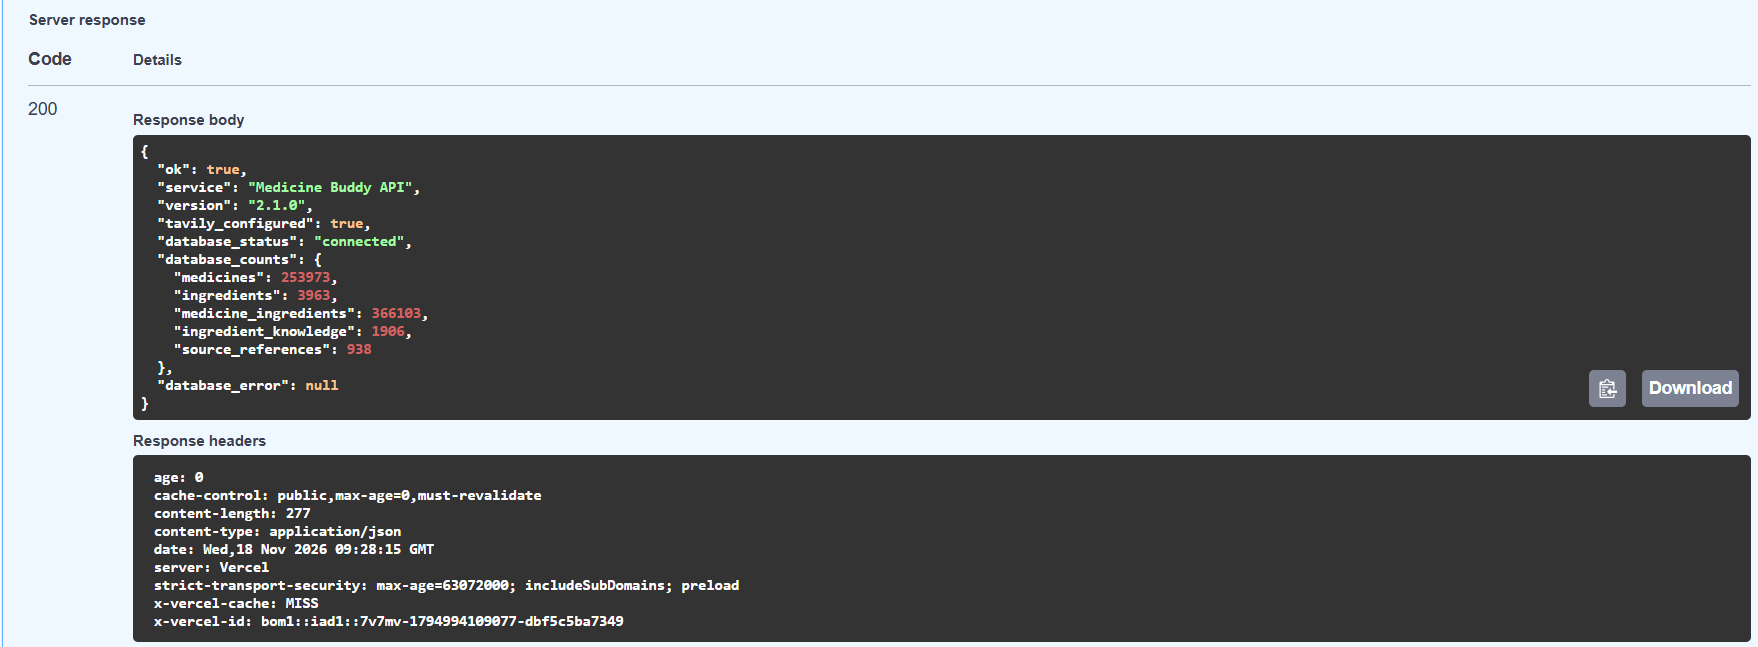 Server response
Code Details
200
Response body
{
  "ok": true,
  "service": "Medicine Buddy API",
  "version": "2.1.0",
  "tavily_configured": true,
  "database_status": "connected",
  "database_counts": {
    "medicines": 253973,
    "ingredients": 3963,
    "medicine_ingredients": 366103,
    "ingredient_knowledge": 1906,
    "source_references": 938
  },
  "database_error": null
}
Download
Response headers
age: 0
cache-control: public,max-age=0,must-revalidate
content-length: 277
content-type: application/json
date: Wed,18 Nov 2026 09:28:15 GMT
server: Vercel
strict-transport-security: max-age=63072000; includeSubDomains; preload
x-vercel-cache: MISS
x-vercel-id: bom1::iad1::7v7mv-1794994109077-dbf5c5ba7349